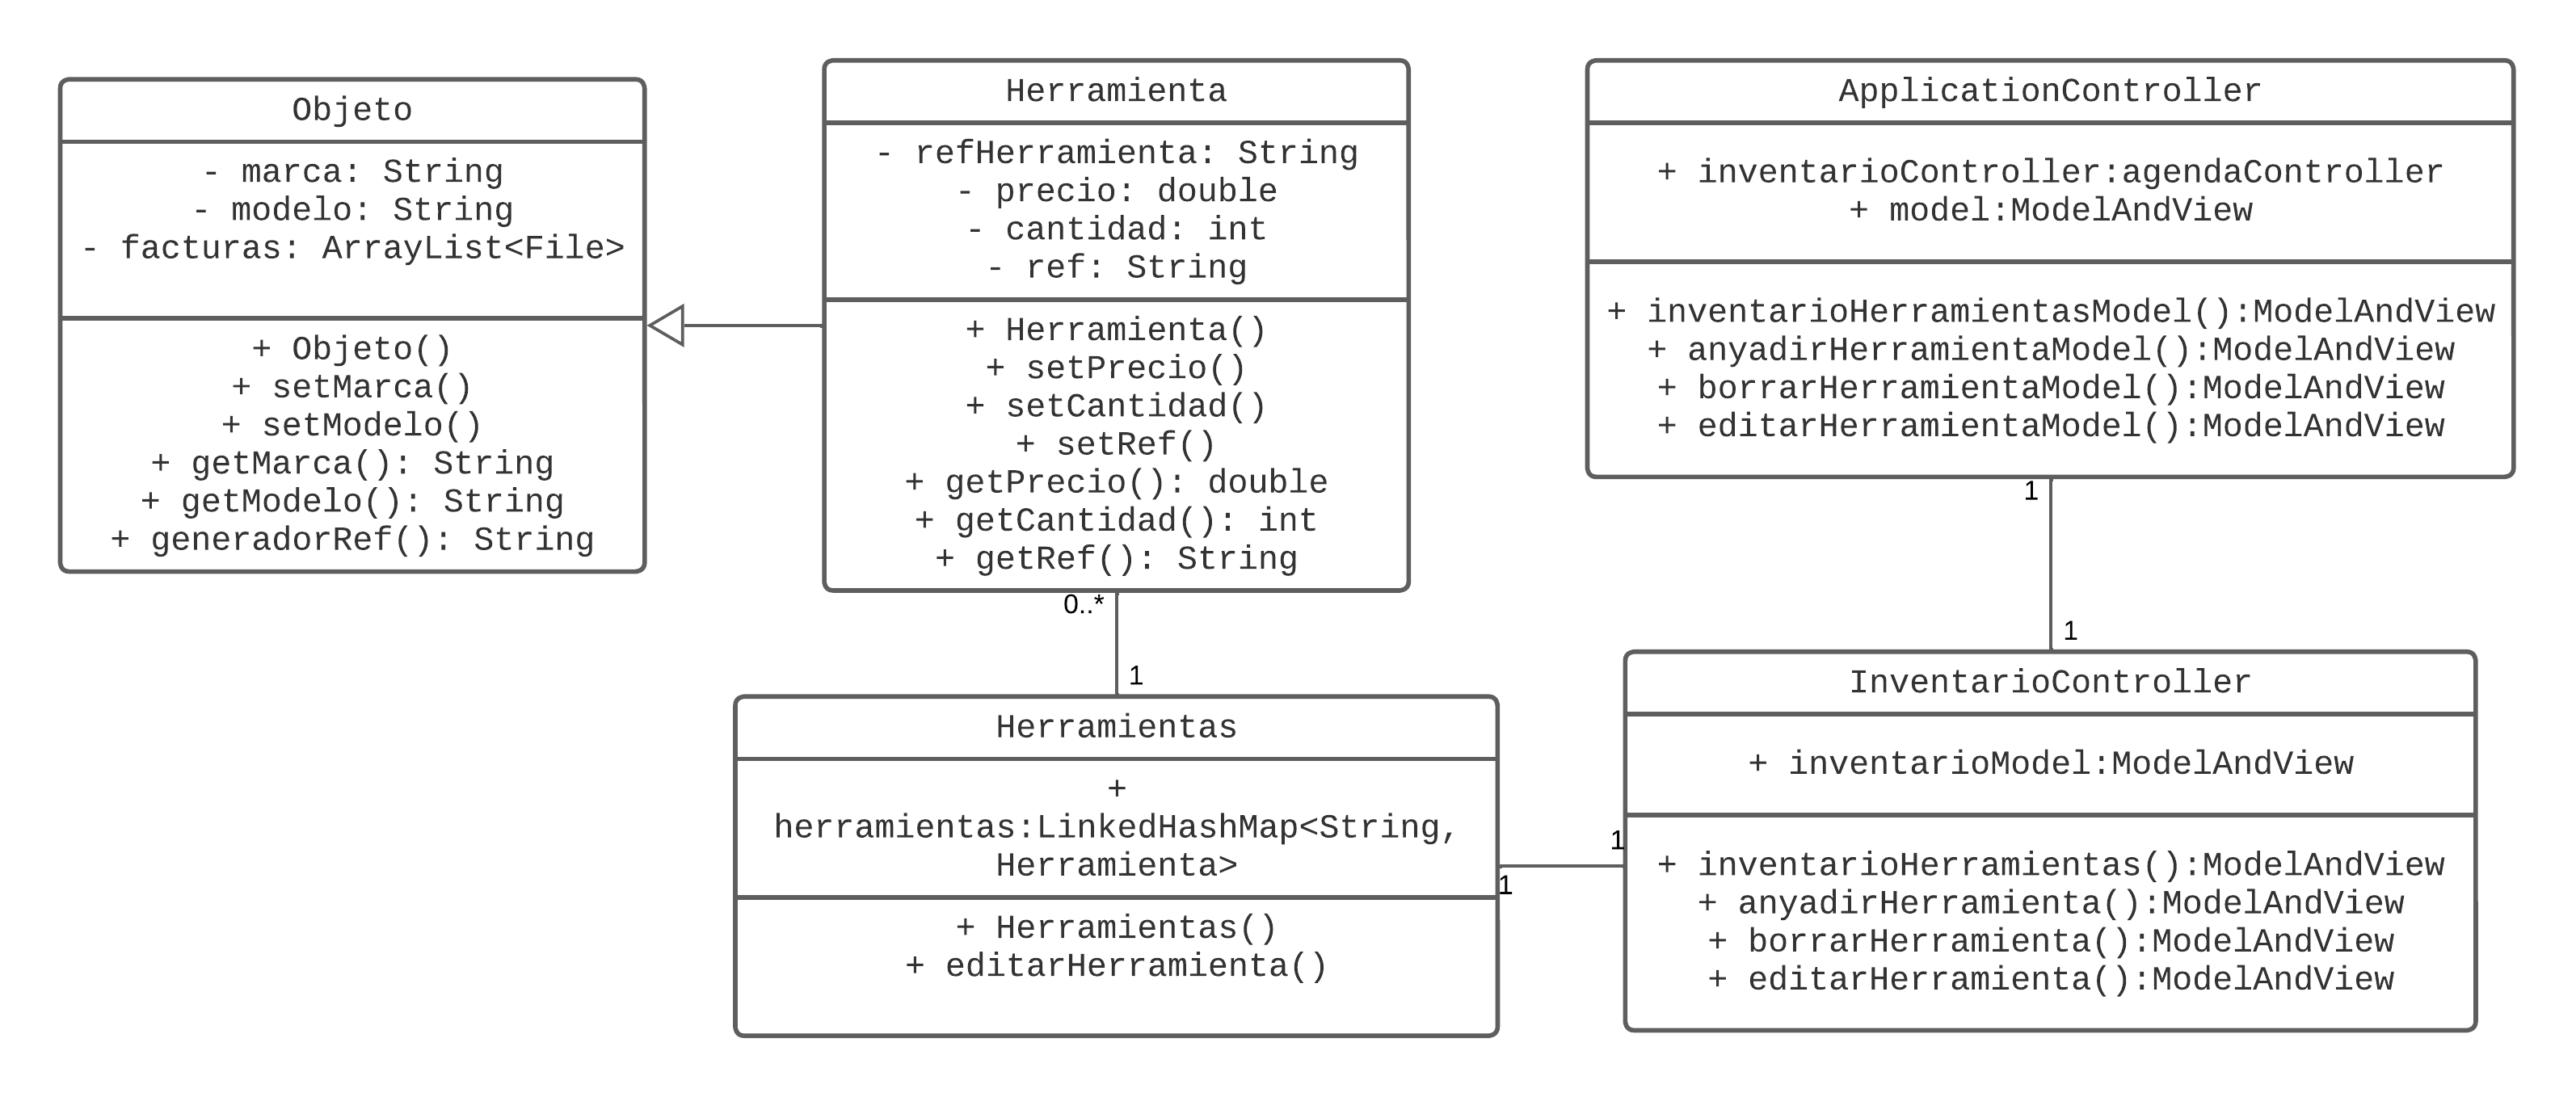 Objeto
- marca: String
- modelo: String
- facturas: ArrayList<File>
+ Objeto()
+ setMarca()
+ setModelo()
+ getMarca(): String
+ getModelo(): String
+ generadorRef(): String
Herramienta
- refHerramienta: String
- precio: double
- cantidad: int
- ref: String
+ Herramienta()
+ setPrecio()
+ setCantidad()
+ setRef()
+ getPrecio(): double
+ getCantidad(): int
+ getRef(): String
0..*
1
Herramientas
+
herramientas:LinkedHashMap<String,
Herramienta>
+ Herramientas()
+ editarHerramienta()
1
1
ApplicationController
+ inventarioController:agendaController
+ model:ModelAndView
+ inventarioHerramientasModel():ModelAndView
+ anyadirHerramientaModel():ModelAndView
+ borrarHerramientaModel():ModelAndView
+ editarHerramientaModel():ModelAndView
1
1
InventarioController
+ inventarioModel:ModelAndView
+ inventarioHerramientas():ModelAndView
+ anyadirHerramienta():ModelAndView
+ borrarHerramienta():ModelAndView
+ editarHerramienta():ModelAndView